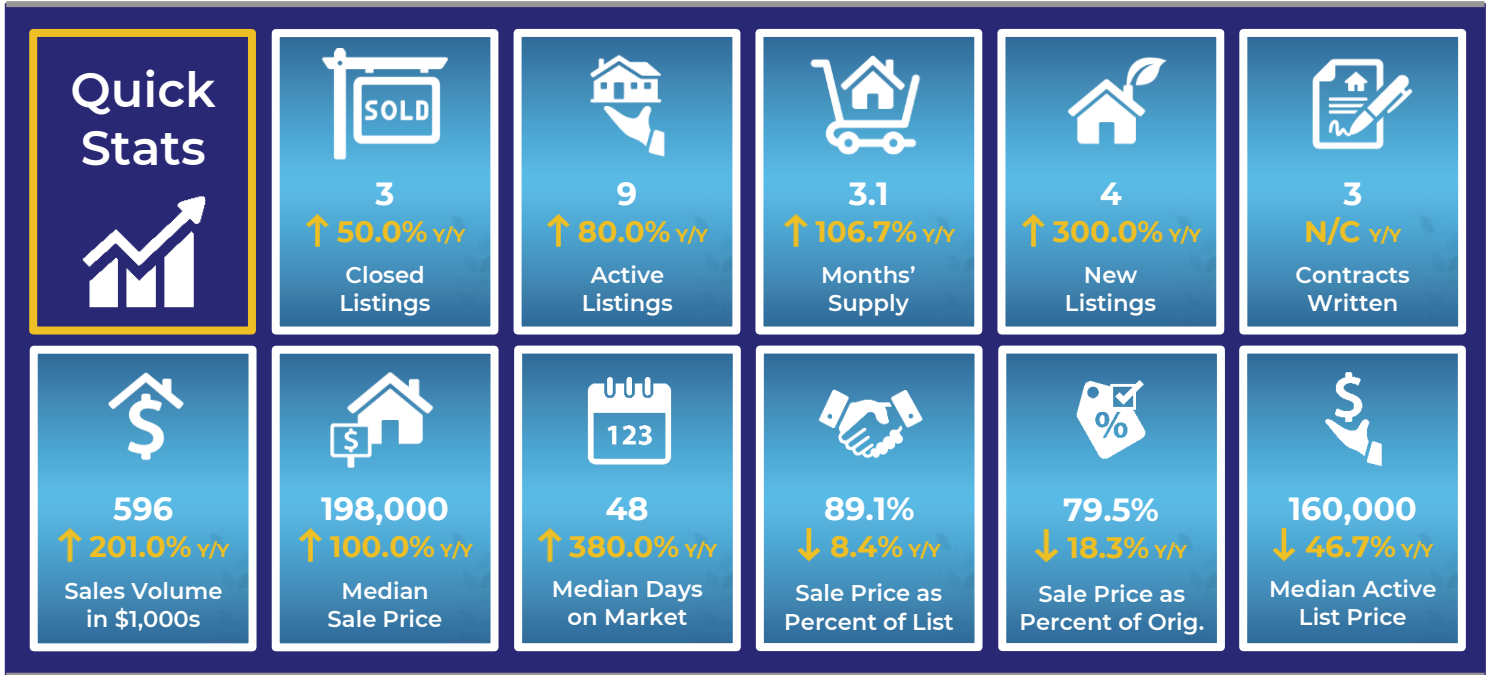 Quick
Stats
SOLD
3
↑ 50.0% Y/Y
Closed
Listings
9
↑ 80.0% Y/Y
Active
Listings
3.1
↑ 106.7% Y/Y
Months’
Supply
4
↑ 300.0% Y/Y
New
Listings
3
N/C Y/Y
Contracts
Written
$
596
↑ 201.0% Y/Y
Sales Volume
in $1,000s
$
198,000
↑ 100.0% Y/Y
Median
Sale Price
123
48
↑ 380.0% Y/Y
Median Days
on Market
89.1%
↓ 8.4% Y/Y
Sale Price as
Percent of List
%
79.5%
↓ 18.3% Y/Y
Sale Price as
Percent of Orig.
$
160,000
↓ 46.7% Y/Y
Median Active
List Price